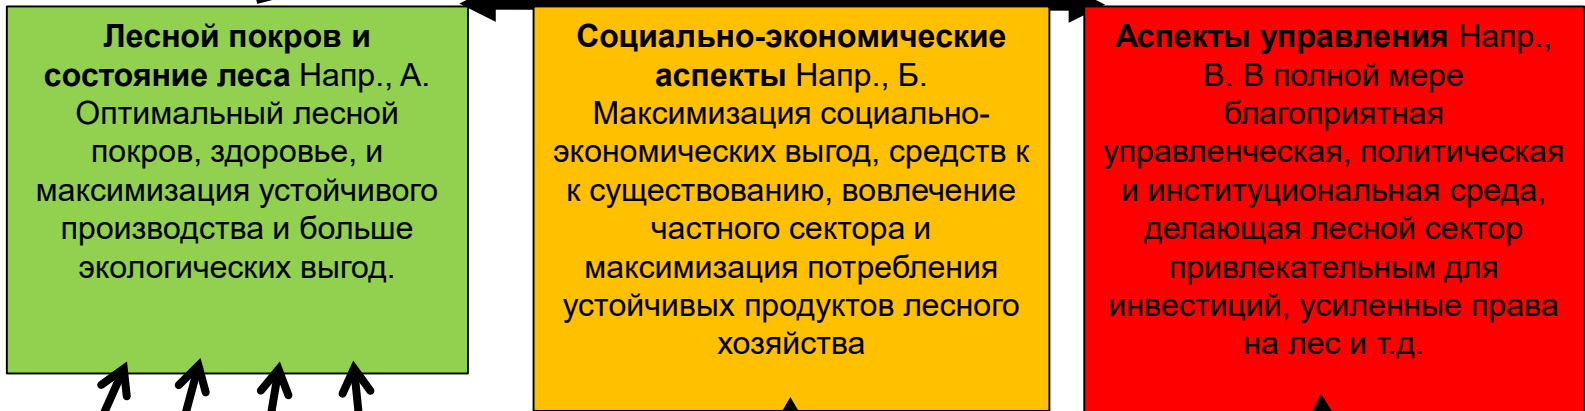 Лесной покров и
состояние леса Напр., А.
Оптимальный лесной
покров, здоровье, и
максимизация устойчивого
производства и больше
экологических выгод.
Социально-экономические
аспекты Напр., Б.
Максимизация социально-
экономических выгод, средств к
к существованию, вовлечение
частного сектора и
максимизация потребления
устойчивых продуктов лесного
хозяйства
Аспекты управления Напр.,
В. В полной мере
благоприятная
управленческая, политическая
и институциональная среда,
делающая лесной сектор
привлекательным для
инвестиций, усиленные права
на лес и т.д.